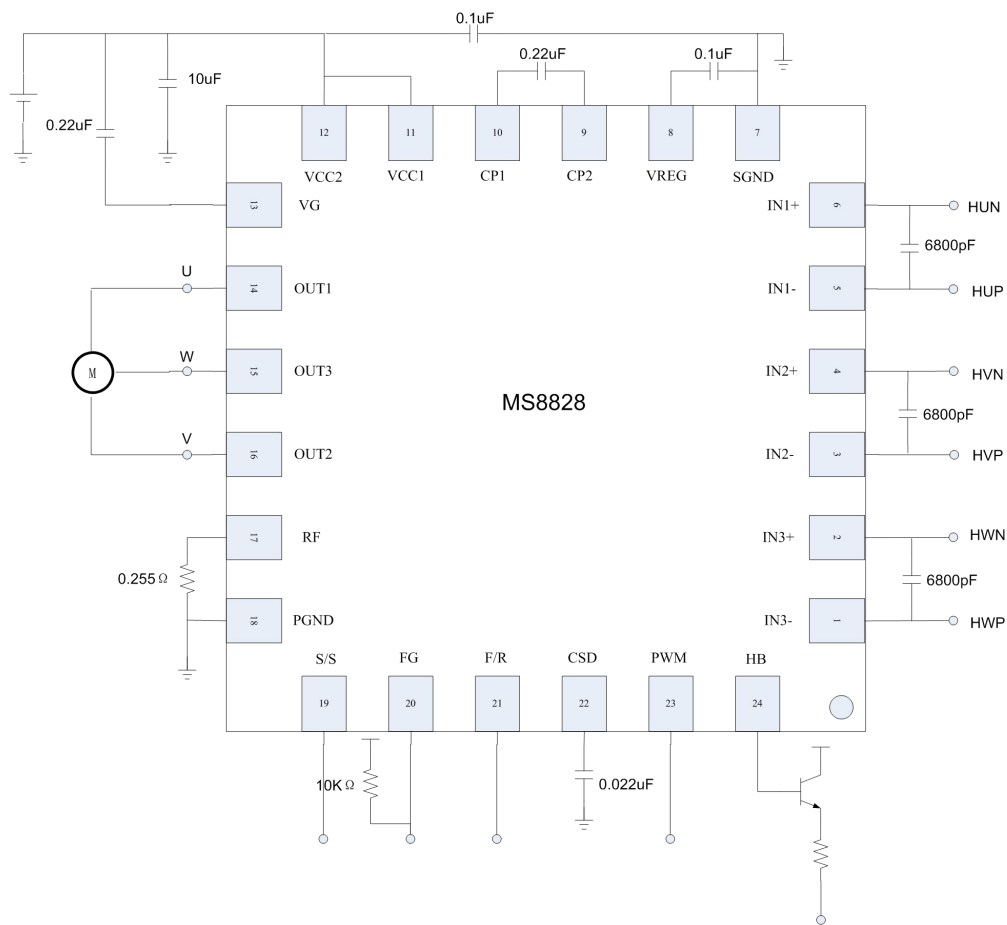 0.1uF
0.22uF
0.1uF
10uF
0.22uF
12
11
10
9
8
7
VCC2
VCC1
CP1
CP2
VREG
SGND
13
VG
IN1+
6
HUN
6800pF
U
14
OUT1
IN1-
5
HUP
W
M
15
OUT3
IN2+
4
HVN
MS8828
6800pF
V
16
OUT2
IN2-
3
HVP
17
RF
IN3+
2
HWN
0.255Ω
6800pF
18
PGND
IN3-
1
HWP
S/S
FG
F/R
CSD
PWM
HB
19
20
21
22
23
24
10KΩ
0.022uF